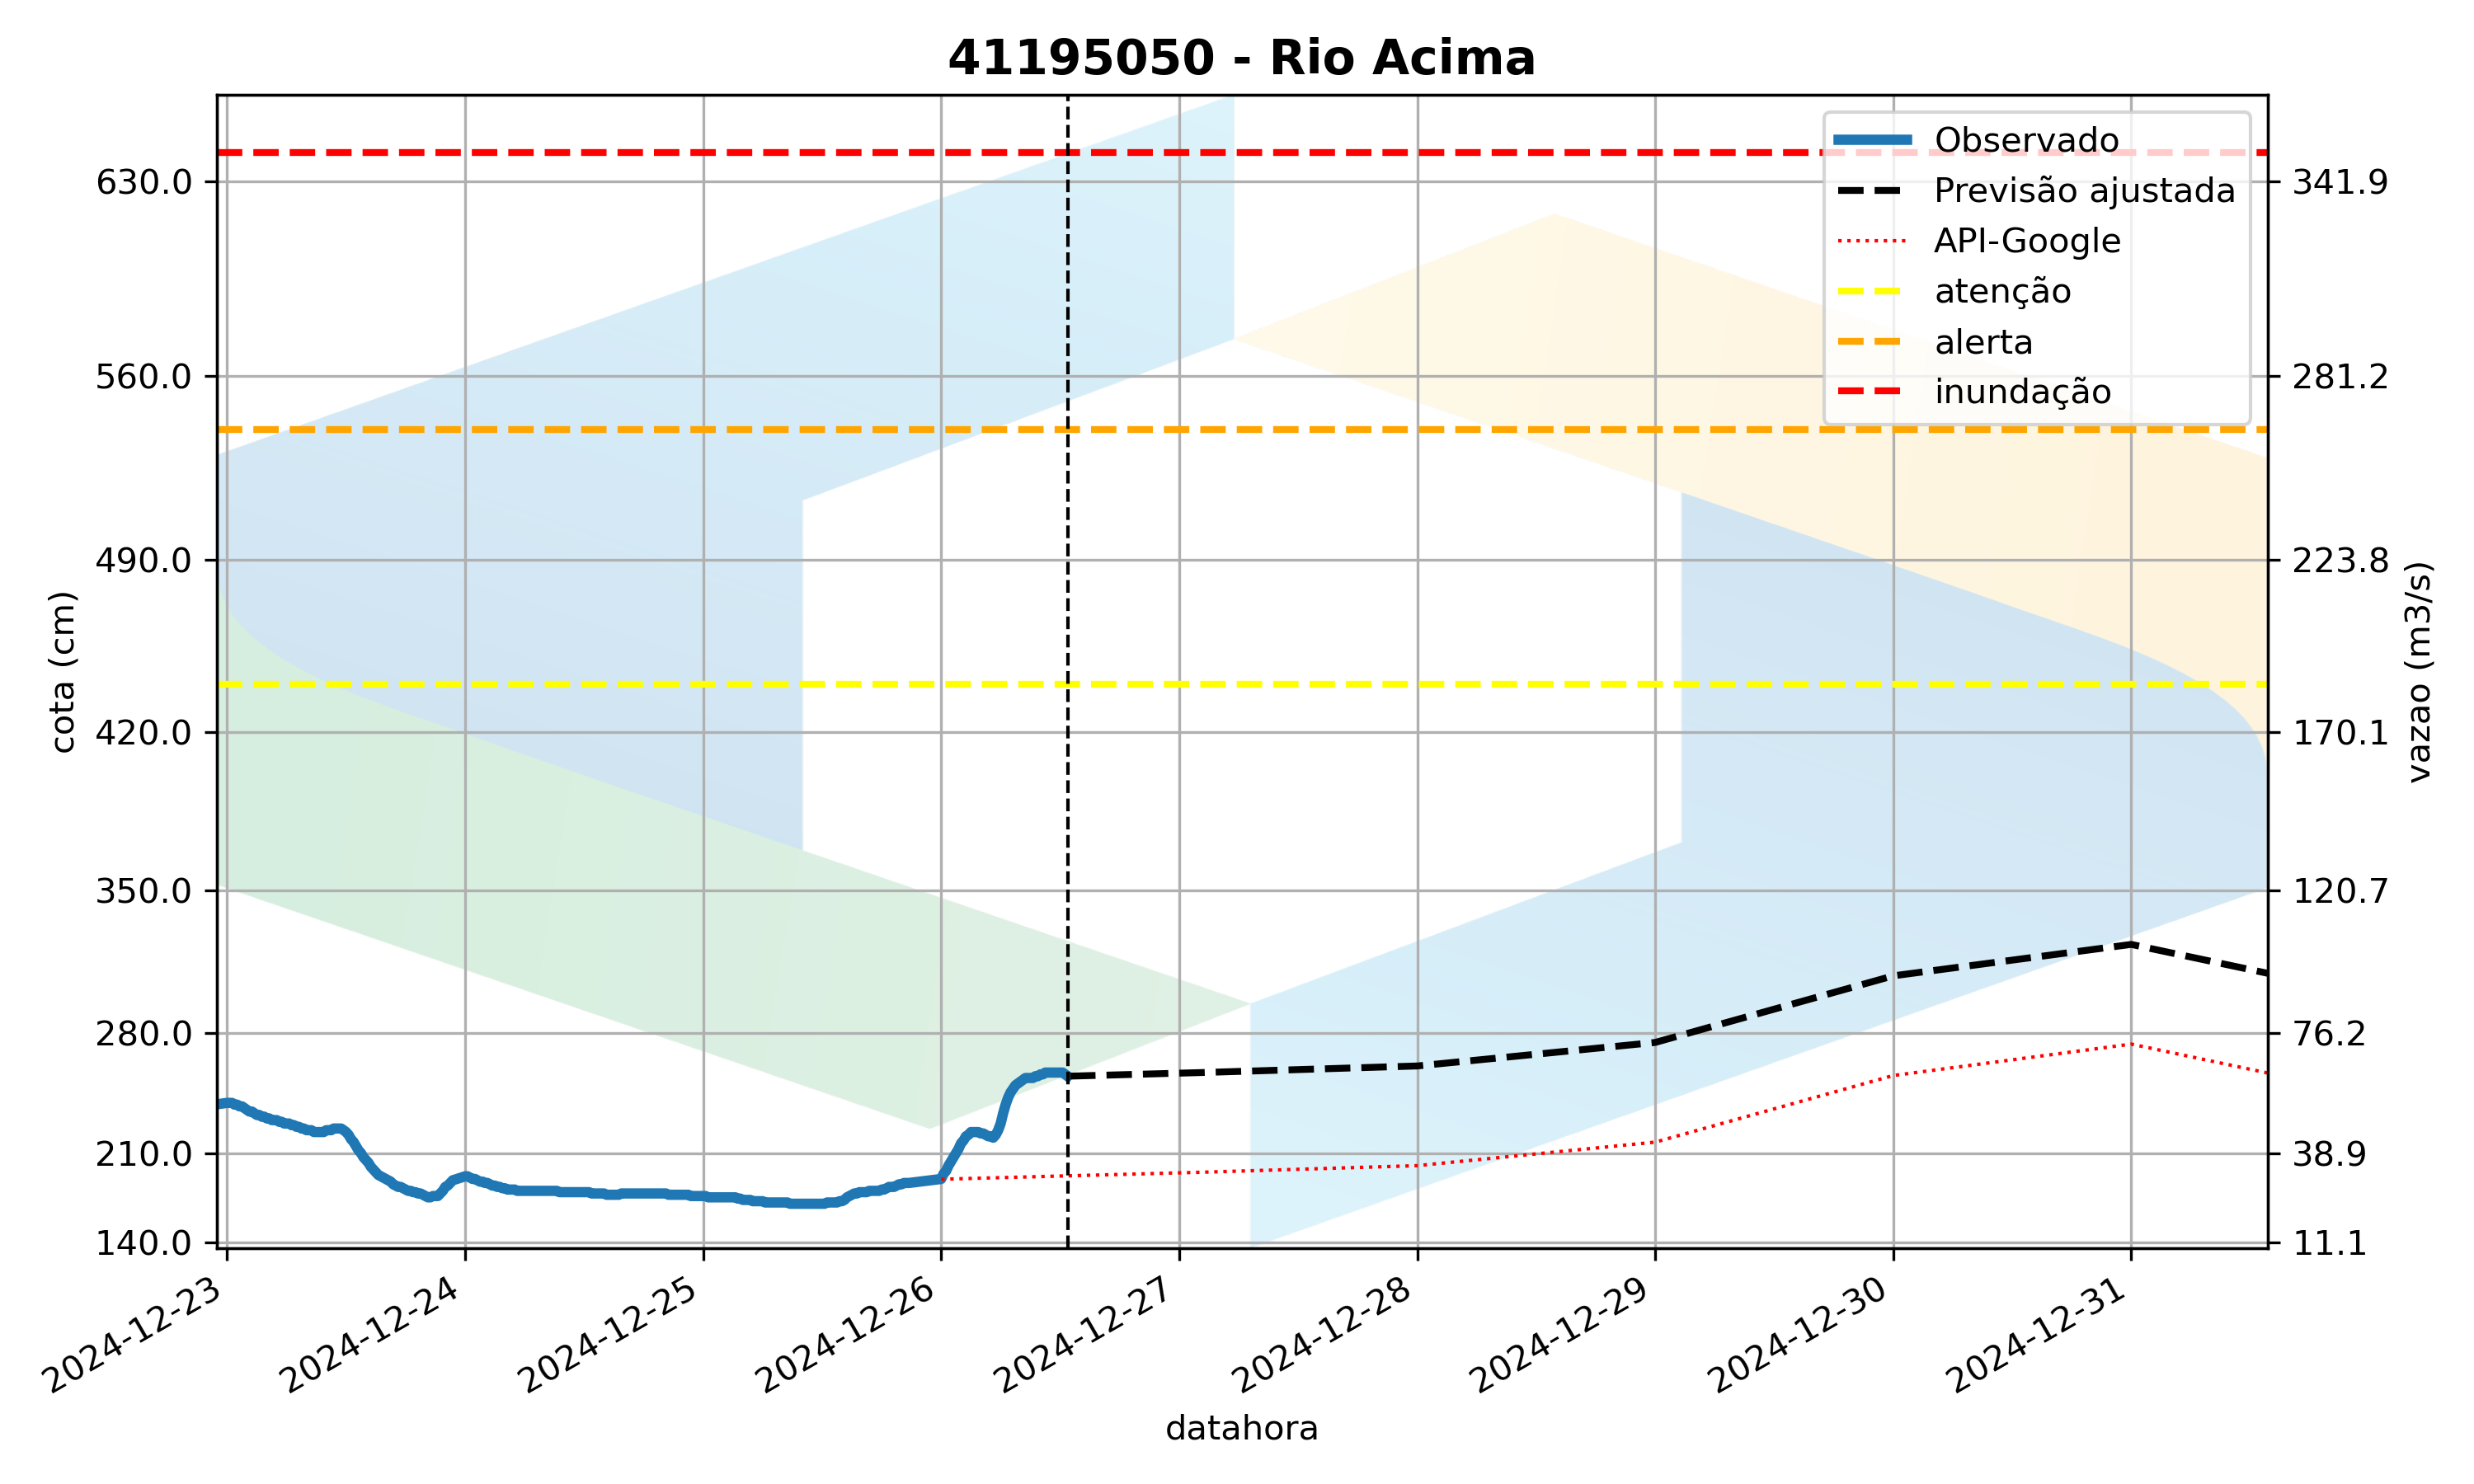 41195050 - Rio Acima
Observado
Previsão ajustada
API-Google
atenção
alerta
inundação
630.0
560.0
490.0
420.0
350.0
280.0
210.0
140.0
cota (cm)
341.9
281.2
223.8
170.1
120.7
76.2
38.9
11.1
vazao (m3/s)
2024-12-23
2024-12-24
2024-12-25
2024-12-26
2024-12-27
2024-12-28
2024-12-29
2024-12-30
2024-12-31
datahora